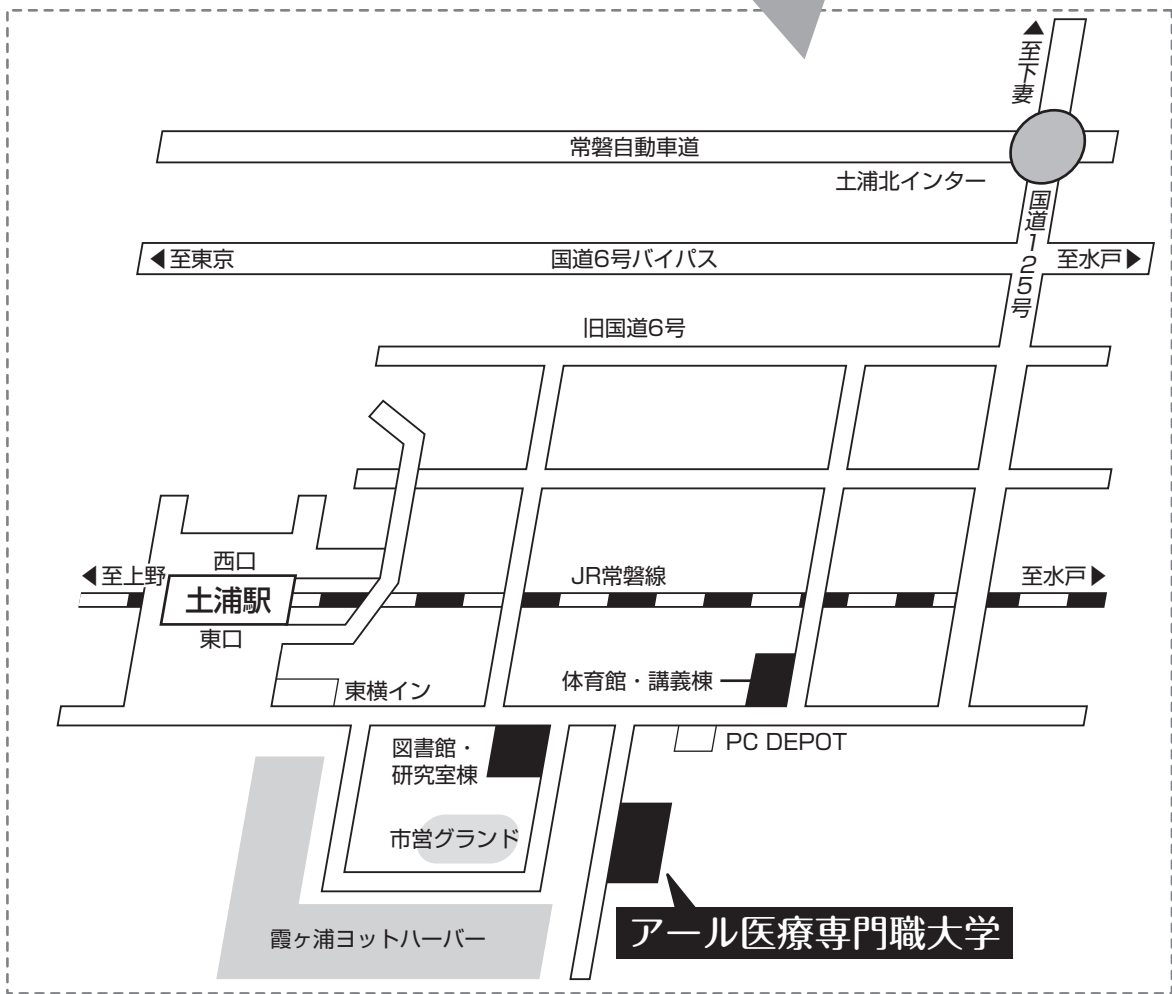 ▲至下妻
常磐自動車道
土浦北インター
国道125号
◀至東京
国道6号バイパス
至水戸▶
旧国道6号
西口
◀至上野
JR常磐線
至水戸▶
土浦駅
東口
東横イン
体育館・講義棟
図書館・
研究室棟
PC DEPOT
市営グランド
アール医療専門職大学
霞ヶ浦ヨットハーバー